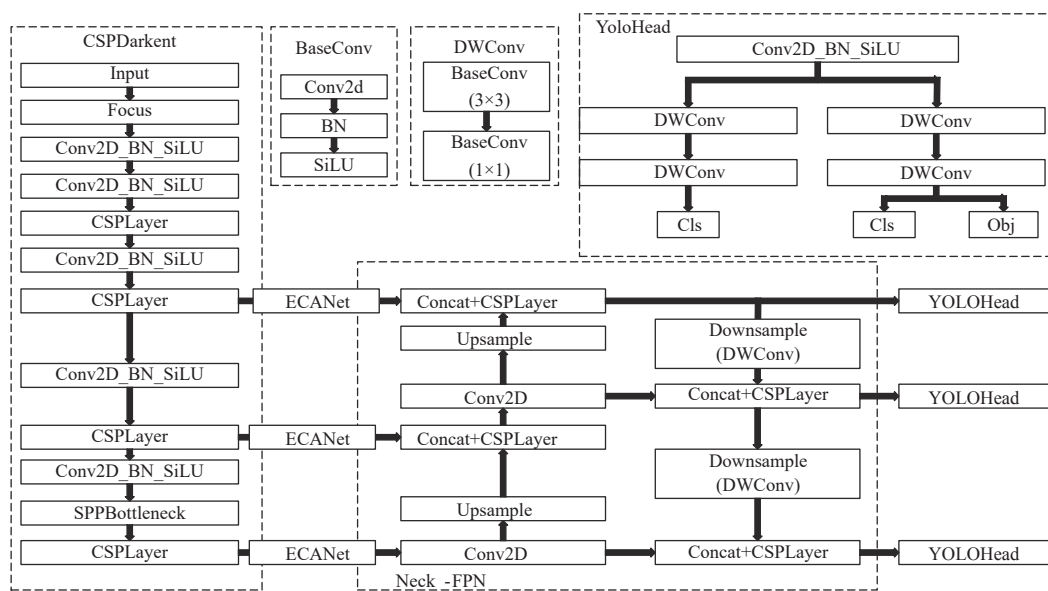 CSPDarkent
Input
Focus
Conv2D_BN_SiLU
Conv2D_BN_SiLU
CSPLayer
Conv2D_BN_SiLU
CSPLayer
Conv2D_BN_SiLU
CSPLayer
Conv2D_BN_SiLU
SPPBottleneck
CSPLayer
BaseConv
Conv2d
BN
SiLU
DWConv
BaseConv
(3×3)
BaseConv
(1×1)
YoloHead
Conv2D_BN_SiLU
DWConv
DWConv
DWConv
DWConv
Cls
Cls
Obj
ECANet
ECANet
ECANet
Concat+CSPLayer
Upsample
Conv2D
Concat+CSPLayer
Upsample
Conv2D
Downsample
(DWConv)
Concat+CSPLayer
Downsample
(DWConv)
Concat+CSPLayer
Neck -FPN
YOLOHead
YOLOHead
YOLOHead